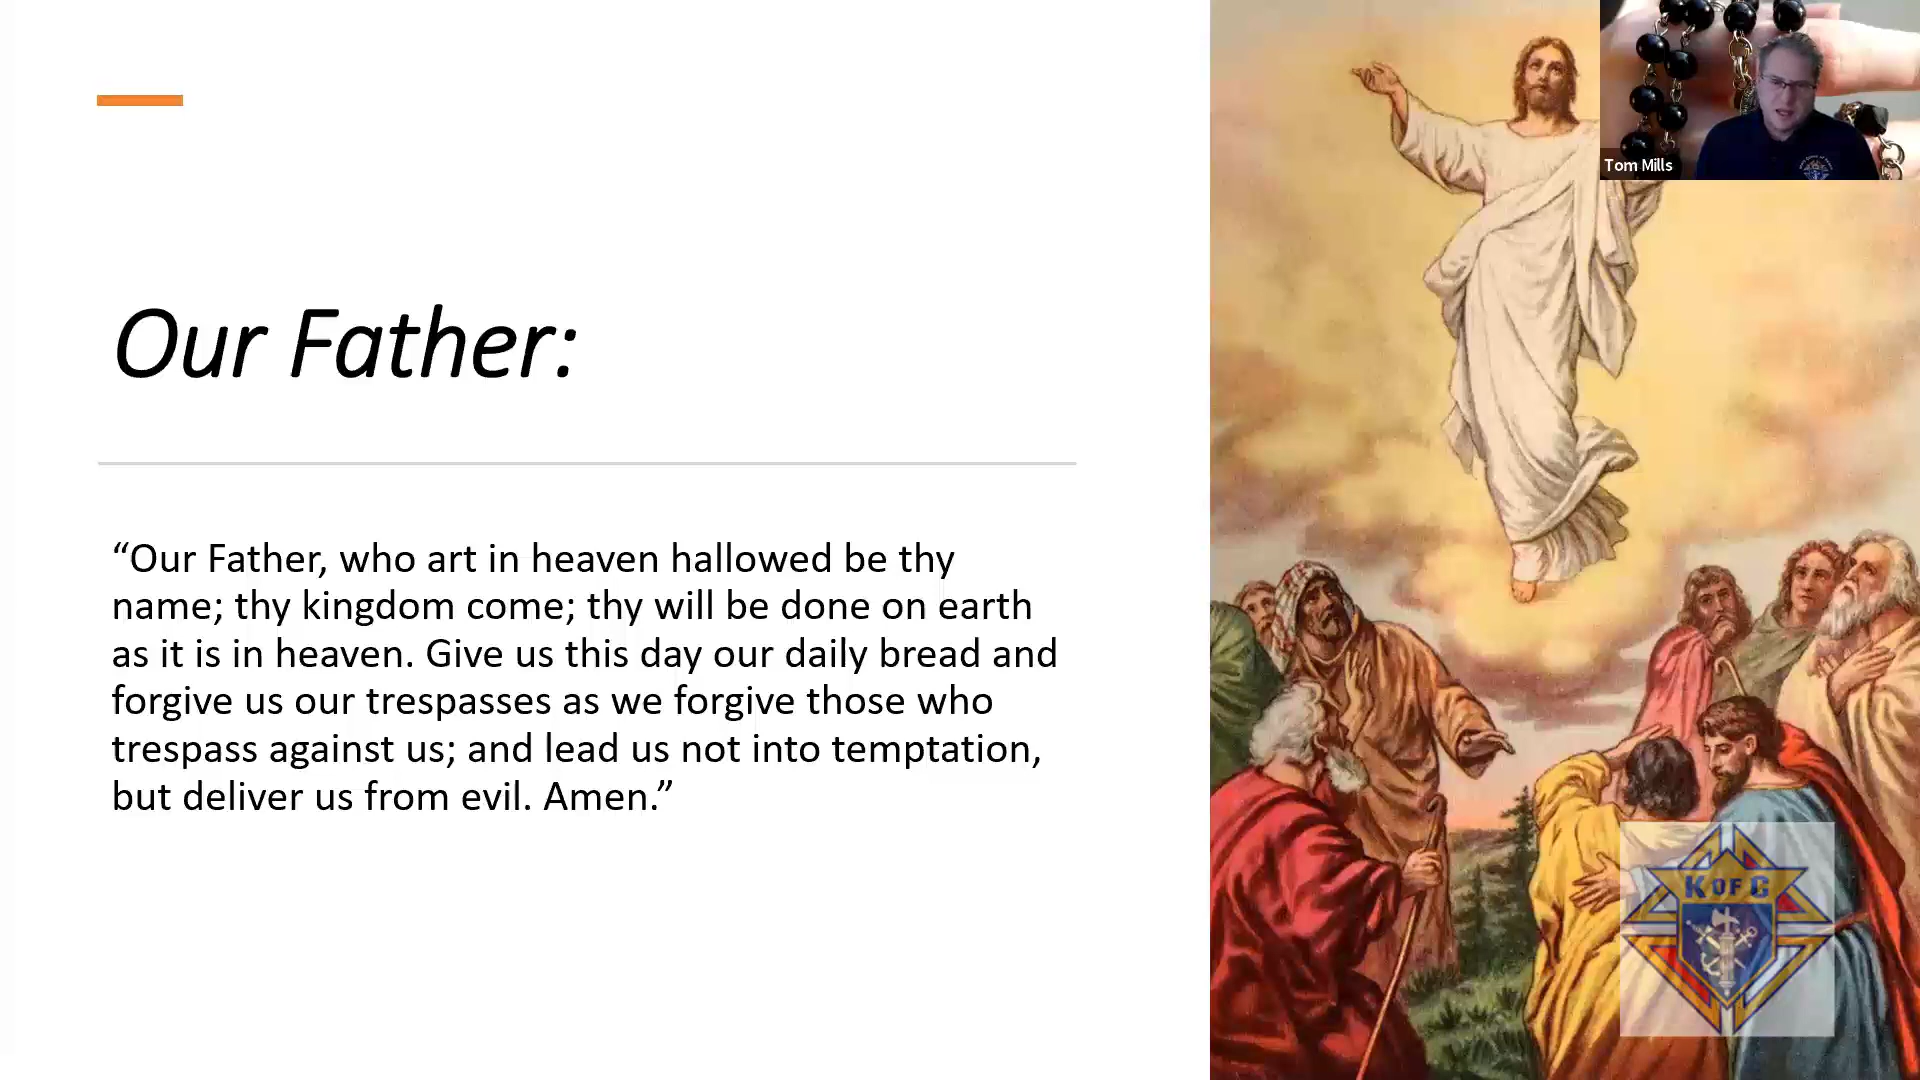 Our Father:
“Our Father, who art in heaven hallowed be thy
name; thy kingdom come; thy will be done on earth
as it is in heaven. Give us this day our daily bread and
forgive us our trespasses as we forgive those who
trespass against us; and lead us not into temptation,
but deliver us from evil. Amen.”
Tom Mills
K OF C